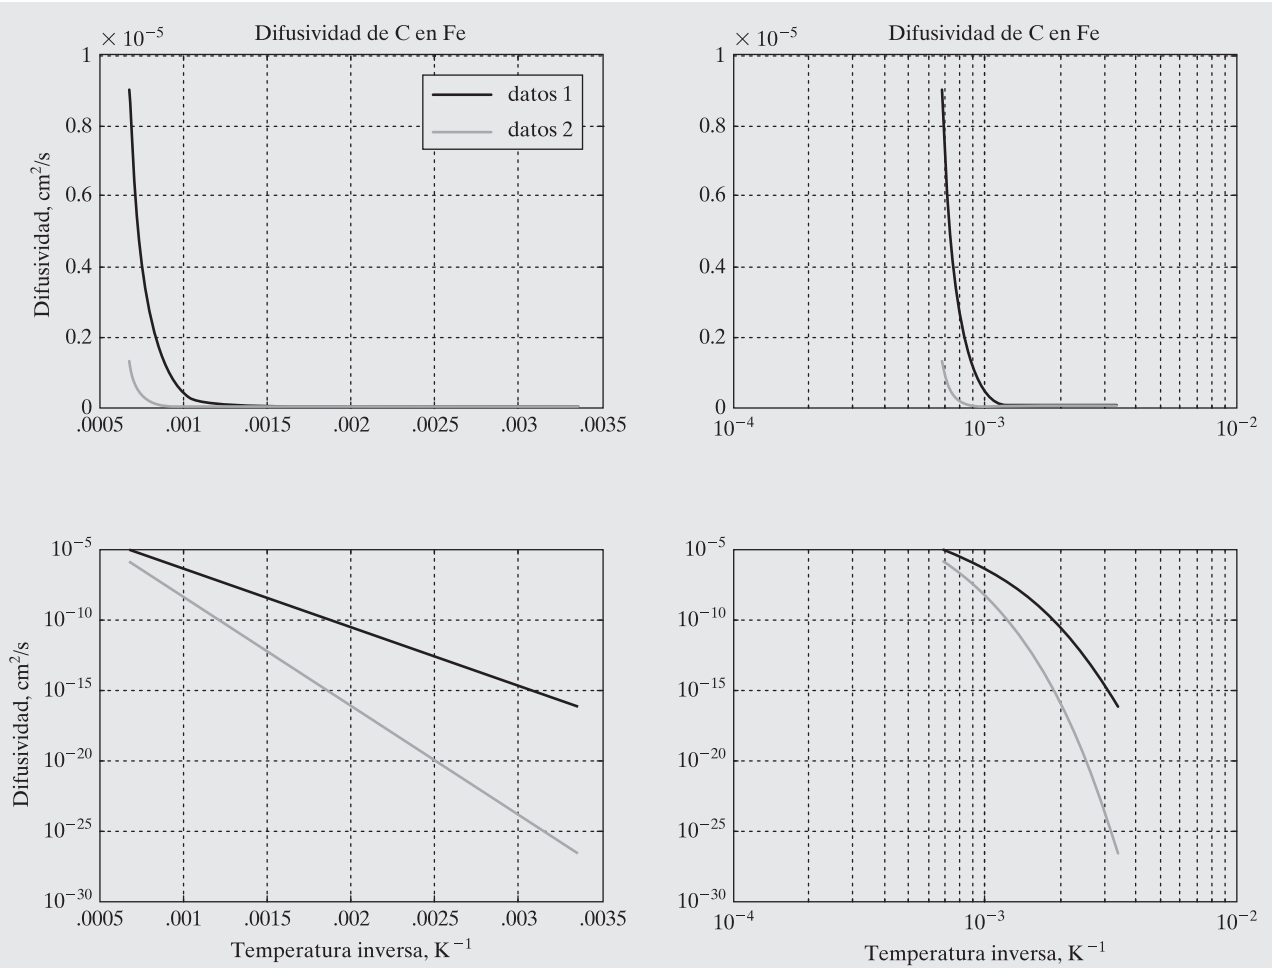 Difusividad de C en Fe
1 × 10⁻⁵
0.8
0.6
0.4
0.2
0
Difusividad, cm²/s
datos 1
datos 2
.0005 .001 .0015 .002 .0025 .003 .0035
Difusividad de C en Fe
1 × 10⁻⁵
0.8
0.6
0.4
0.2
0
10⁻⁴ 10⁻³ 10⁻²
10⁻⁵
10⁻¹⁰
10⁻¹⁵
10⁻²⁰
10⁻²⁵
10⁻³⁰
Difusividad, cm²/s
.0005 .001 .0015 .002 .0025 .003 .0035
Temperatura inversa, K⁻¹
10⁻⁵
10⁻¹⁰
10⁻¹⁵
10⁻²⁰
10⁻²⁵
10⁻³⁰
10⁻⁴ 10⁻³ 10⁻²
Temperatura inversa, K⁻¹